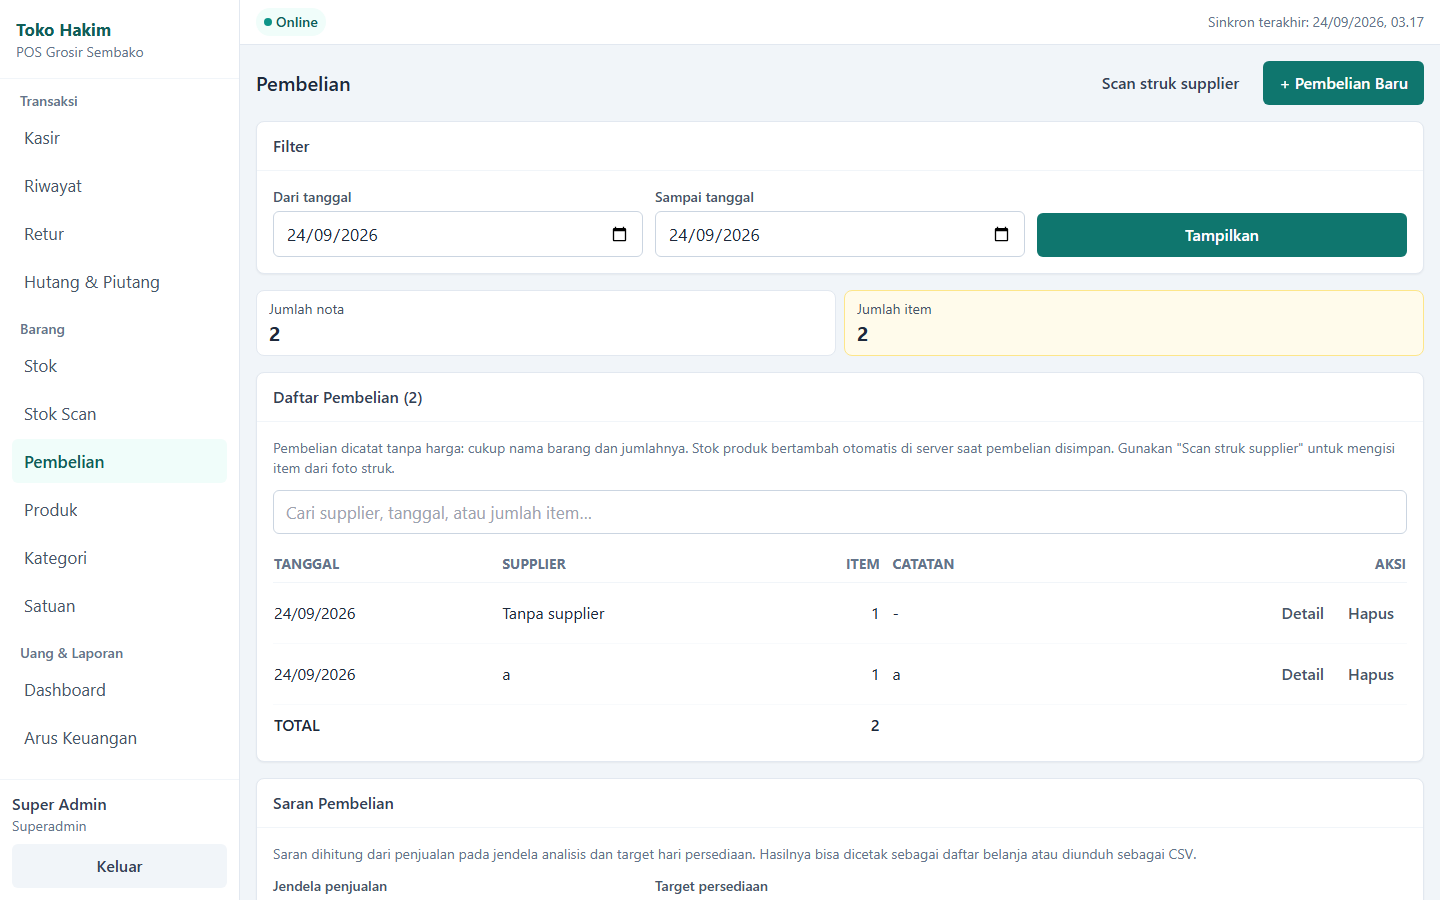 Toko Hakim
POS Grosir Sembako
Transaksi
Kasir
Riwayat
Retur
Hutang & Piutang
Barang
Stok
Stok Scan
Pembelian
Produk
Kategori
Satuan
Uang & Laporan
Dashboard
Arus Keuangan
Super Admin
Superadmin
Keluar
Online
Sinkron terakhir: 24/09/2026, 03.17
Pembelian
Scan struk supplier
+ Pembelian Baru
Filter
Dari tanggal
Sampai tanggal
24/09/2026
24/09/2026
Tampilkan
Jumlah nota
2
Jumlah item
2
Daftar Pembelian (2)
Pembelian dicatat tanpa harga: cukup nama barang dan jumlahnya. Stok produk bertambah otomatis di server saat pembelian disimpan. Gunakan "Scan struk supplier" untuk mengisi
item dari foto struk.
Cari supplier, tanggal, atau jumlah item...
TANGGAL SUPPLIER ITEM CATATAN AKSI
24/09/2026 Tanpa supplier 1 - Detail Hapus
24/09/2026 a 1 a Detail Hapus
TOTAL 2
Saran Pembelian
Saran dihitung dari penjualan pada jendela analisis dan target hari persediaan. Hasilnya bisa dicetak sebagai daftar belanja atau diunduh sebagai CSV.
Jendela penjualan
Target persediaan